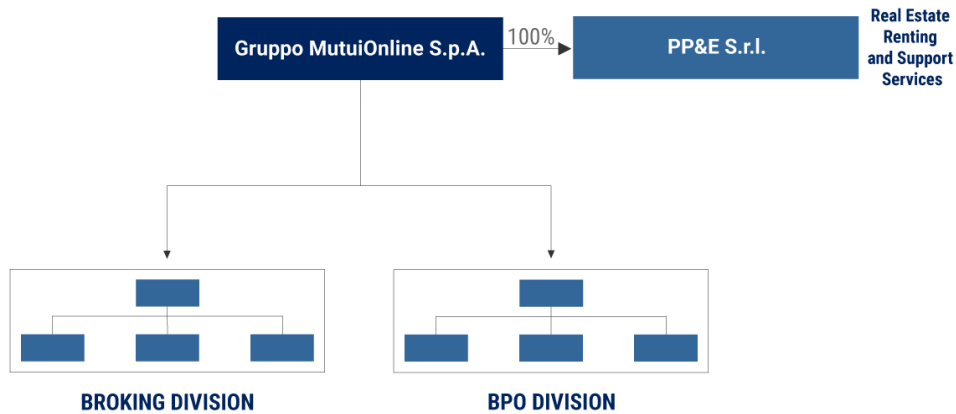 Gruppo MutuiOnline S.p.A.
100%
PP&E S.r.l.
Real Estate
Renting
and Support
Services
BROKING DIVISION
BPO DIVISION